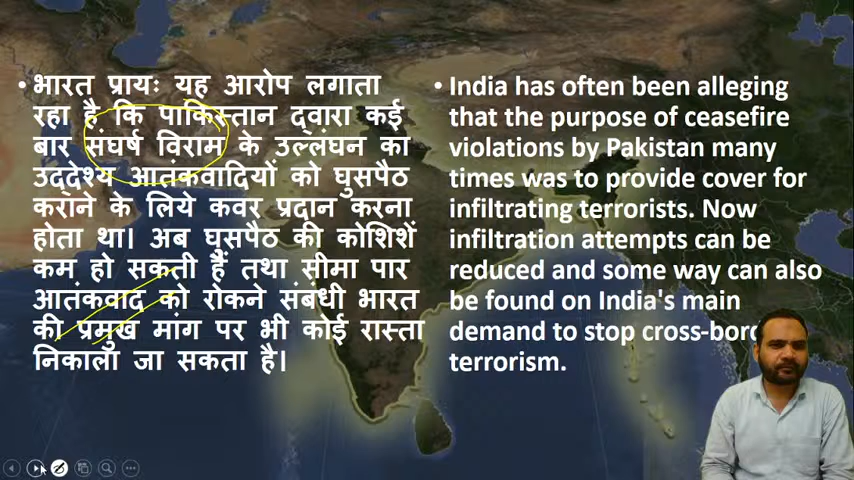 • भारत प्रायः यह आरोप लगाता
रहा है कि पाकिस्तान द्वारा कई
बार संघर्ष विराम के उल्लंघन का
उद्देश्य आतंकवादियों को घुसपैठ
कराने के लिये कवर प्रदान करना
होता था। अब घुसपैठ की कोशिशें
कम हो सकती हैं तथा सीमा पार
आतंकवाद को रोकने संबंधी भारत
की प्रमुख मांग पर भी कोई रास्ता
निकाला जा सकता है।
• India has often been alleging
that the purpose of ceasefire
violations by Pakistan many
times was to provide cover for
infiltrating terrorists. Now
infiltration attempts can be
reduced and some way can also
be found on India's main
demand to stop
terrorism.